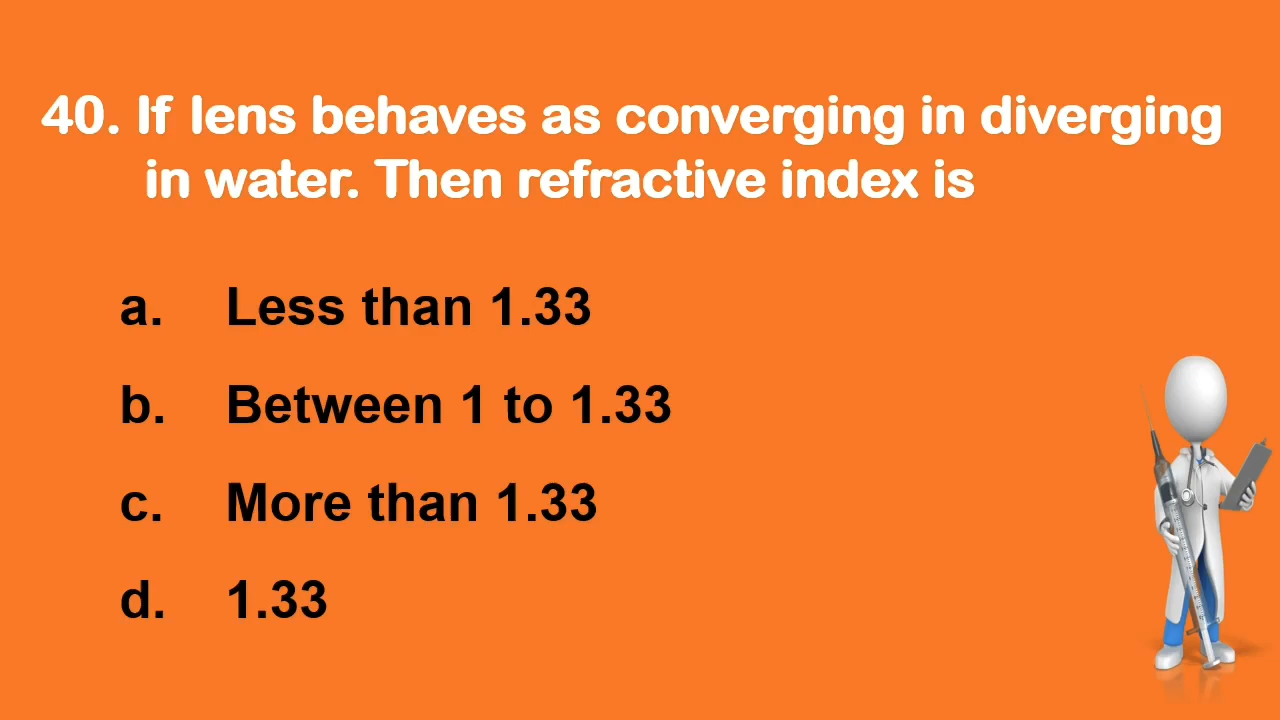 40. If lens behaves as converging in diverging
in water. Then refractive index is
a. Less than 1.33
b. Between 1 to 1.33
c. More than 1.33
d. 1.33